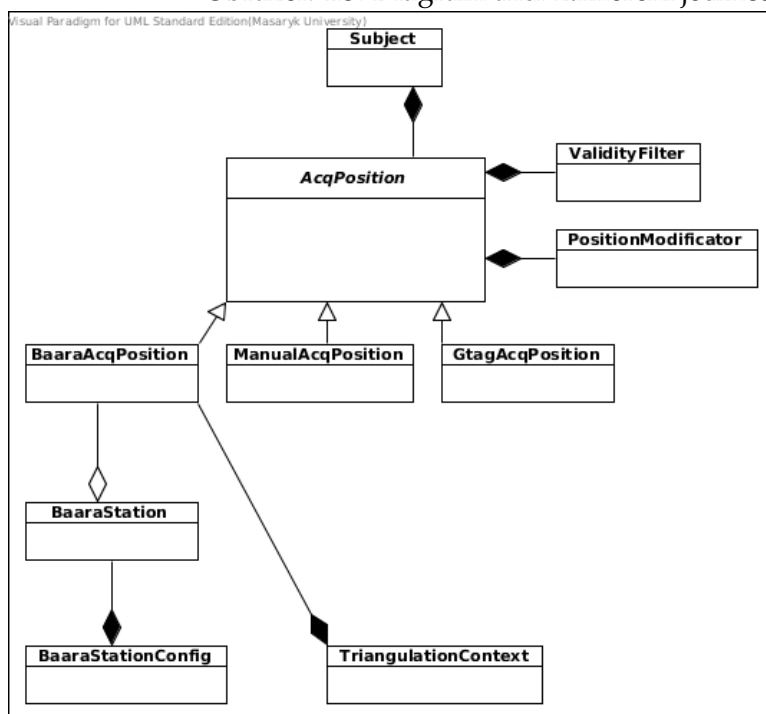 Visual Paradigm for UML Standard Edition(Masaryk University)
Subject
AcqPosition
ValidityFilter
PositionModificator
BaaraAcqPosition
ManualAcqPosition
GtagAcqPosition
BaaraStation
BaaraStationConfig
TriangulationContext